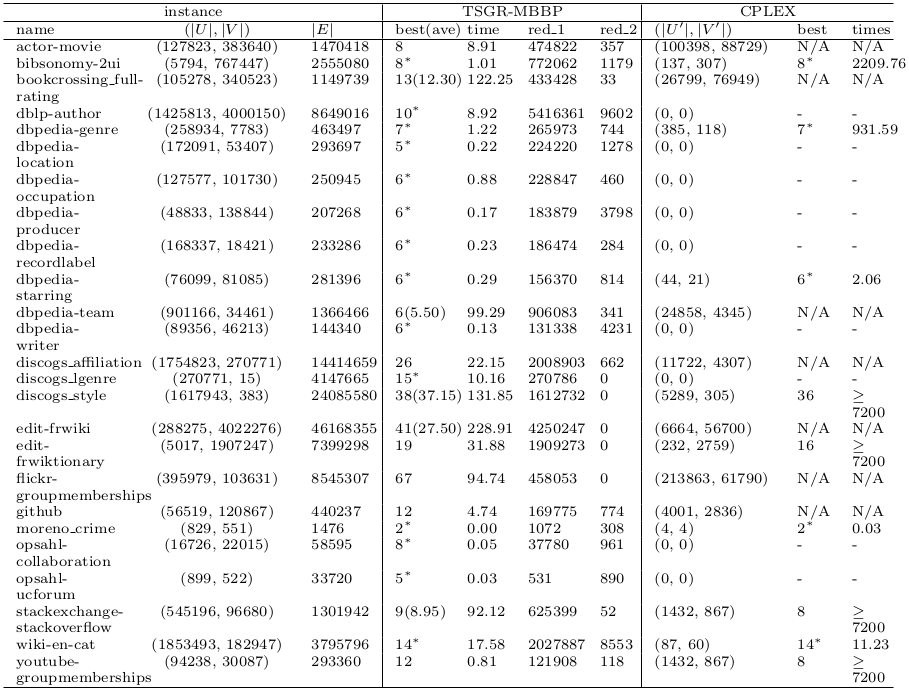 instance TSGR-MBBP CPLEX
name (|U|, |V|) |E| best(ave) time red_1 red_2 (|U′|, |V′|) best times
actor-movie (127823, 383640) 1470418 8 8.91 474822 357 (100398, 88729) N/A N/A
bibsonomy-2ui (5794, 767447) 2555080 8* 1.01 772062 1179 (137, 307) 8* 2209.76
bookcrossing_full- (105278, 340523) 1149739 13(12.30) 122.25 433428 33 (26799, 76949) N/A N/A
rating
dblp-author (1425813, 4000150) 8649016 10* 8.92 5416361 9602 (0, 0) - -
dbpedia-genre (258934, 7783) 463497 7* 1.22 265973 744 (385, 118) 7* 931.59
dbpedia- (172091, 53407) 293697 5* 0.22 224220 1278 (0, 0) - -
location
dbpedia- (127577, 101730) 250945 6* 0.88 228847 460 (0, 0) - -
occupation
dbpedia- (48833, 138844) 207268 6* 0.17 183879 3798 (0, 0) - -
producer
dbpedia- (168337, 18421) 233286 6* 0.23 186474 284 (0, 0) - -
recordlabel
dbpedia- (76099, 81085) 281396 6* 0.29 156370 814 (44, 21) 6* 2.06
starring
dbpedia-team (901166, 34461) 1366466 6(5.50) 99.29 906083 341 (24858, 4345) N/A N/A
dbpedia- (89356, 46213) 144340 6* 0.13 131338 4231 (0, 0) - -
writer
discogs_affiliation (1754823, 270771) 14414659 26 22.15 2008903 662 (11722, 4307) N/A N/A
discogs_lgenre (270771, 15) 4147665 15* 10.16 270786 0 (0, 0) - -
discogs_style (1617943, 383) 24085580 38(37.15) 131.85 1612732 0 (5289, 305) 36 ≥
7200
edit-frwiki (288275, 4022276) 46168355 41(27.50) 228.91 4250247 0 (6664, 56700) N/A N/A
edit- (5017, 1907247) 7399298 19 31.88 1909273 0 (232, 2759) 16 ≥
frwiktionary 7200
flickr- (395979, 103631) 8545307 67 94.74 458053 0 (213863, 61790) N/A N/A
groupmemberships
github (56519, 120867) 440237 12 4.74 169775 774 (4001, 2836) N/A N/A
moreno_crime (829, 551) 1476 2* 0.00 1072 308 (4, 4) 2* 0.03
opsahl- (16726, 22015) 58595 8* 0.05 37780 961 (0, 0) - -
collaboration
opsahl- (899, 522) 33720 5* 0.03 531 890 (0, 0) - -
ucforum
stackexchange- (545196, 96680) 1301942 9(8.95) 92.12 625399 52 (1432, 867) 8 ≥
stackoverflow 7200
wiki-en-cat (1853493, 182947) 3795796 14* 17.58 2027887 8553 (87, 60) 14* 11.23
youtube- (94238, 30087) 293360 12 0.81 121908 118 (1432, 867) 8 ≥
groupmemberships 7200